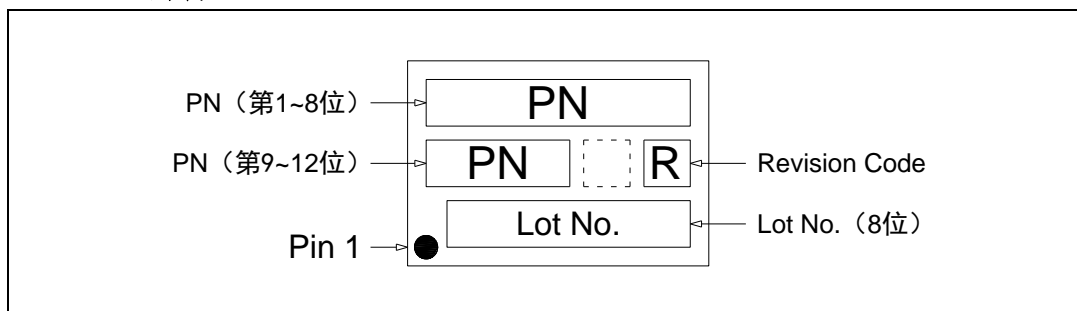 PN（第1~8位） PN
PN（第9~12位） PN R Revision Code
Lot No. Lot No.（8位）
Pin 1